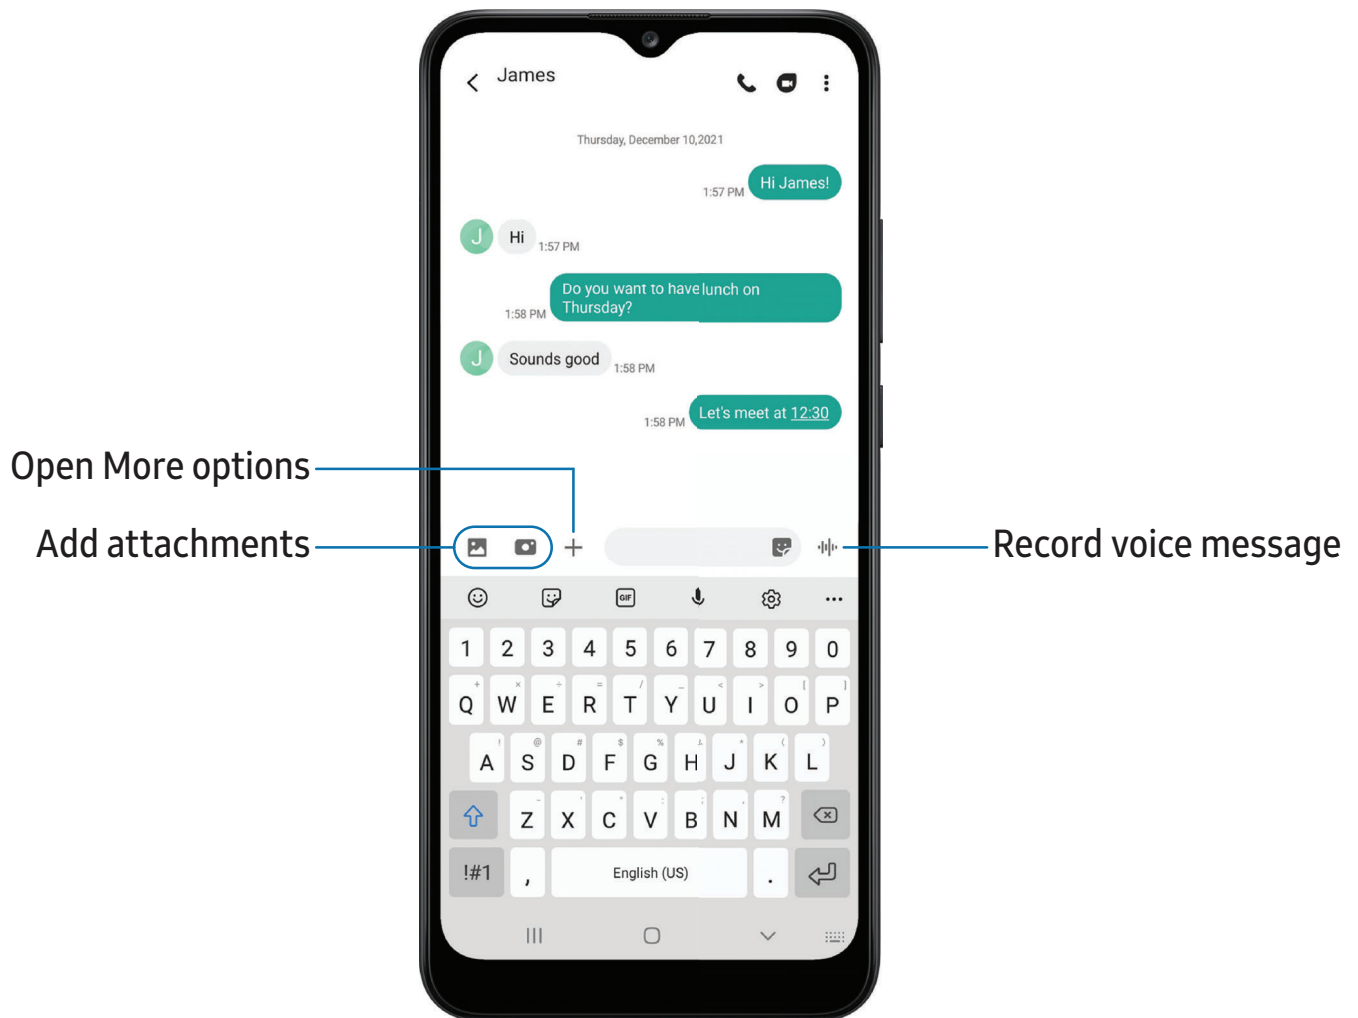 James
Thursday, December 10,2021
1:57 PM Hi James!
J Hi 1:57 PM
Do you want to have lunch on
Thursday?
1:58 PM
J Sounds good 1:58 PM
1:58 PM Let's meet at 12:30
Open More options
Add attachments
Record voice message
GIF
1 2 3 4 5 6 7 8 9 0
+ × ÷ = / _ < > [ ]
Q W E R T Y U I O P
! @ # $ % * ( )
A S D F G H J K L
- ' " : ; , ?
Z X C V B N M
!#1 , English (US) .